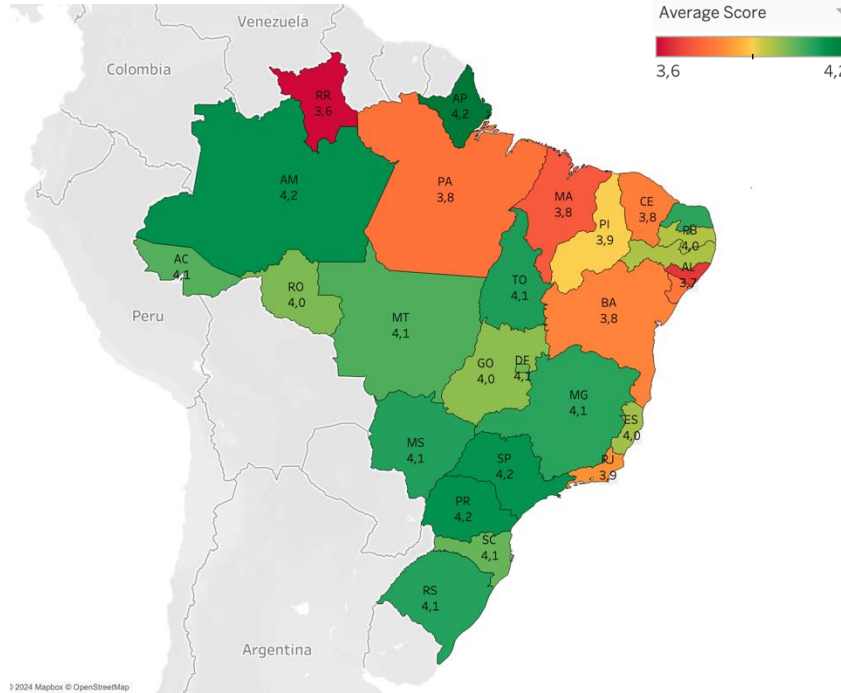 Average Score
3,6
4,2
Venezuela
Colombia
RR
3,6
AP
4,2
AM
4,2
PA
3,8
MA
3,8
CE
3,8
PI
3,9
PB
4,0
AL
3,7
AC
4,1
RO
4,0
TO
4,1
BA
3,8
Peru
MT
4,1
GO
4,0
DF
4,1
MG
4,1
ES
4,0
MS
4,1
SP
4,2
RJ
3,9
PR
4,2
SC
4,1
RS
4,1
Argentina
2024 Mapbox © OpenStreetMap